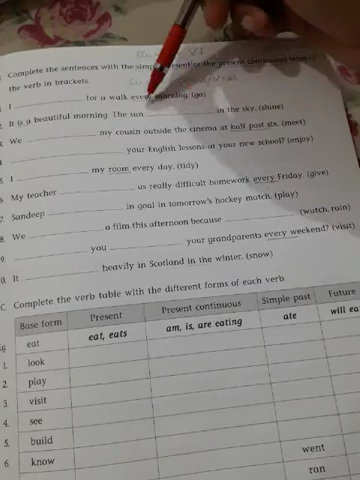 Complete the sentences with the simple present or the present continuous tense of
the verb in brackets.
1. I for a walk every morning. (go)
2. It is a beautiful morning. The sun in the sky. (shine)
3. We my cousin outside the cinema at half past six. (meet)
4. your English lessons at your new school? (enjoy)
5. I my room every day. (tidy)
6. My teacher us really difficult homework every Friday. (give)
7. Sandeep in goal in tomorrow's hockey match. (play)
8. We a film this afternoon because (watch, rain)
9. you your grandparents every weekend? (visit)
0. It heavily in Scotland in the winter. (snow)
C. Complete the verb table with the different forms of each verb.
Base form Present Present continuous Simple past Future
Eg eat eat, eats am, is, are eating ate will ea
1. look
2. play
3. visit
4. see
5. build
6. know went
ran